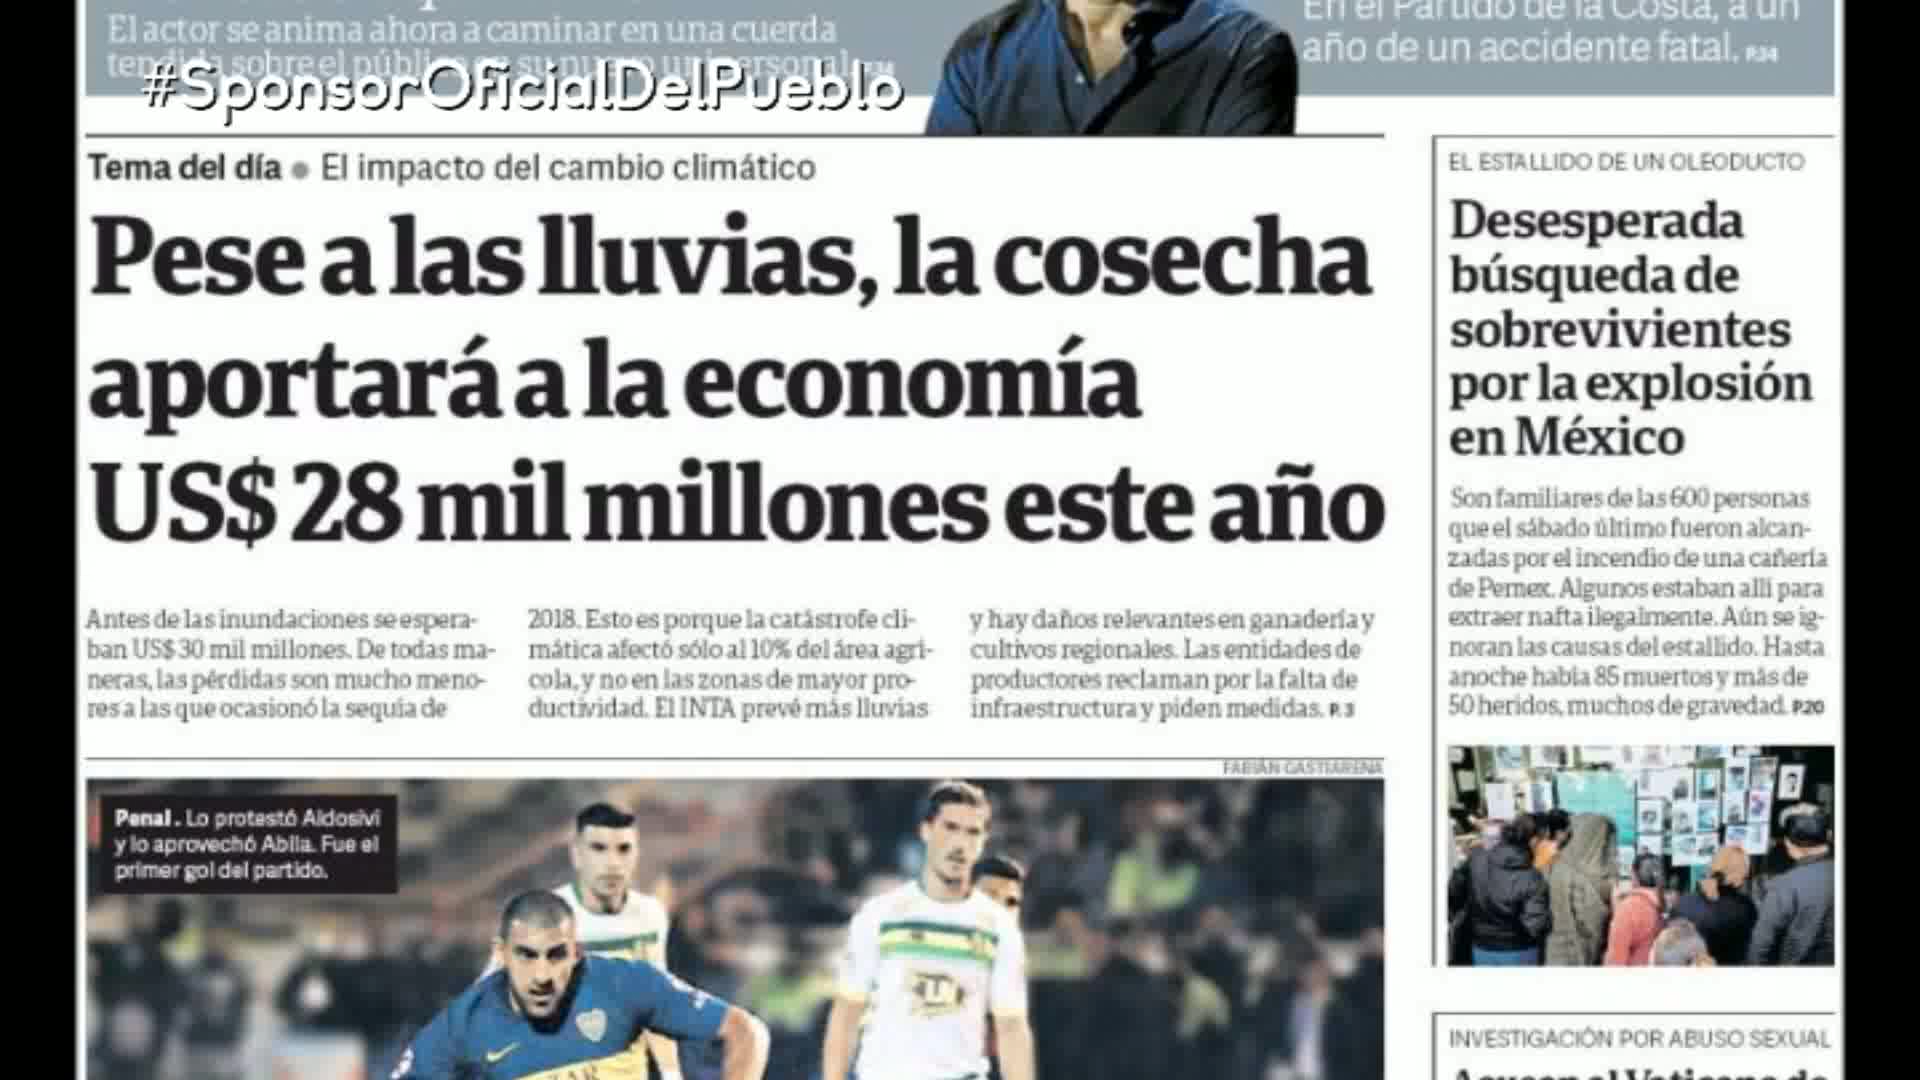 El actor se anima ahora a caminar en una cuerda
tendida sobre el público en su nuevo unipersonal.
#SponsorOficialDelPueblo
En el Partido de la Costa, a un
año de un accidente fatal. P.34
Tema del día • El impacto del cambio climático
Pese a las lluvias, la cosecha
aportará a la economía
US$ 28 mil millones este año
Antes de las inundaciones se espera-
ban US$ 30 mil millones. De todas ma-
neras, las pérdidas son mucho meno-
res a las que ocasionó la sequía de
2018. Esto es porque la catástrofe cli-
mática afectó sólo al 10% del área agrí-
cola, y no en las zonas de mayor pro-
ductividad. El INTA prevé más lluvias
y hay daños relevantes en ganadería y
cultivos regionales. Las entidades de
productores reclaman por la falta de
infraestructura y piden medidas. P. 3
FABIÁN GASTIARENA
Penal. Lo protestó Aldosivi
y lo aprovechó Abila. Fue el
primer gol del partido.
EL ESTALLIDO DE UN OLEODUCTO
Desesperada
búsqueda de
sobrevivientes
por la explosión
en México
Son familiares de las 600 personas
que el sábado último fueron alcan-
zadas por el incendio de una cañería
de Pemex. Algunos estaban allí para
extraer nafta ilegalmente. Aún se ig-
noran las causas del estallido. Hasta
anoche había 85 muertos y más de
50 heridos, muchos de gravedad. P.20
INVESTIGACIÓN POR ABUSO SEXUAL